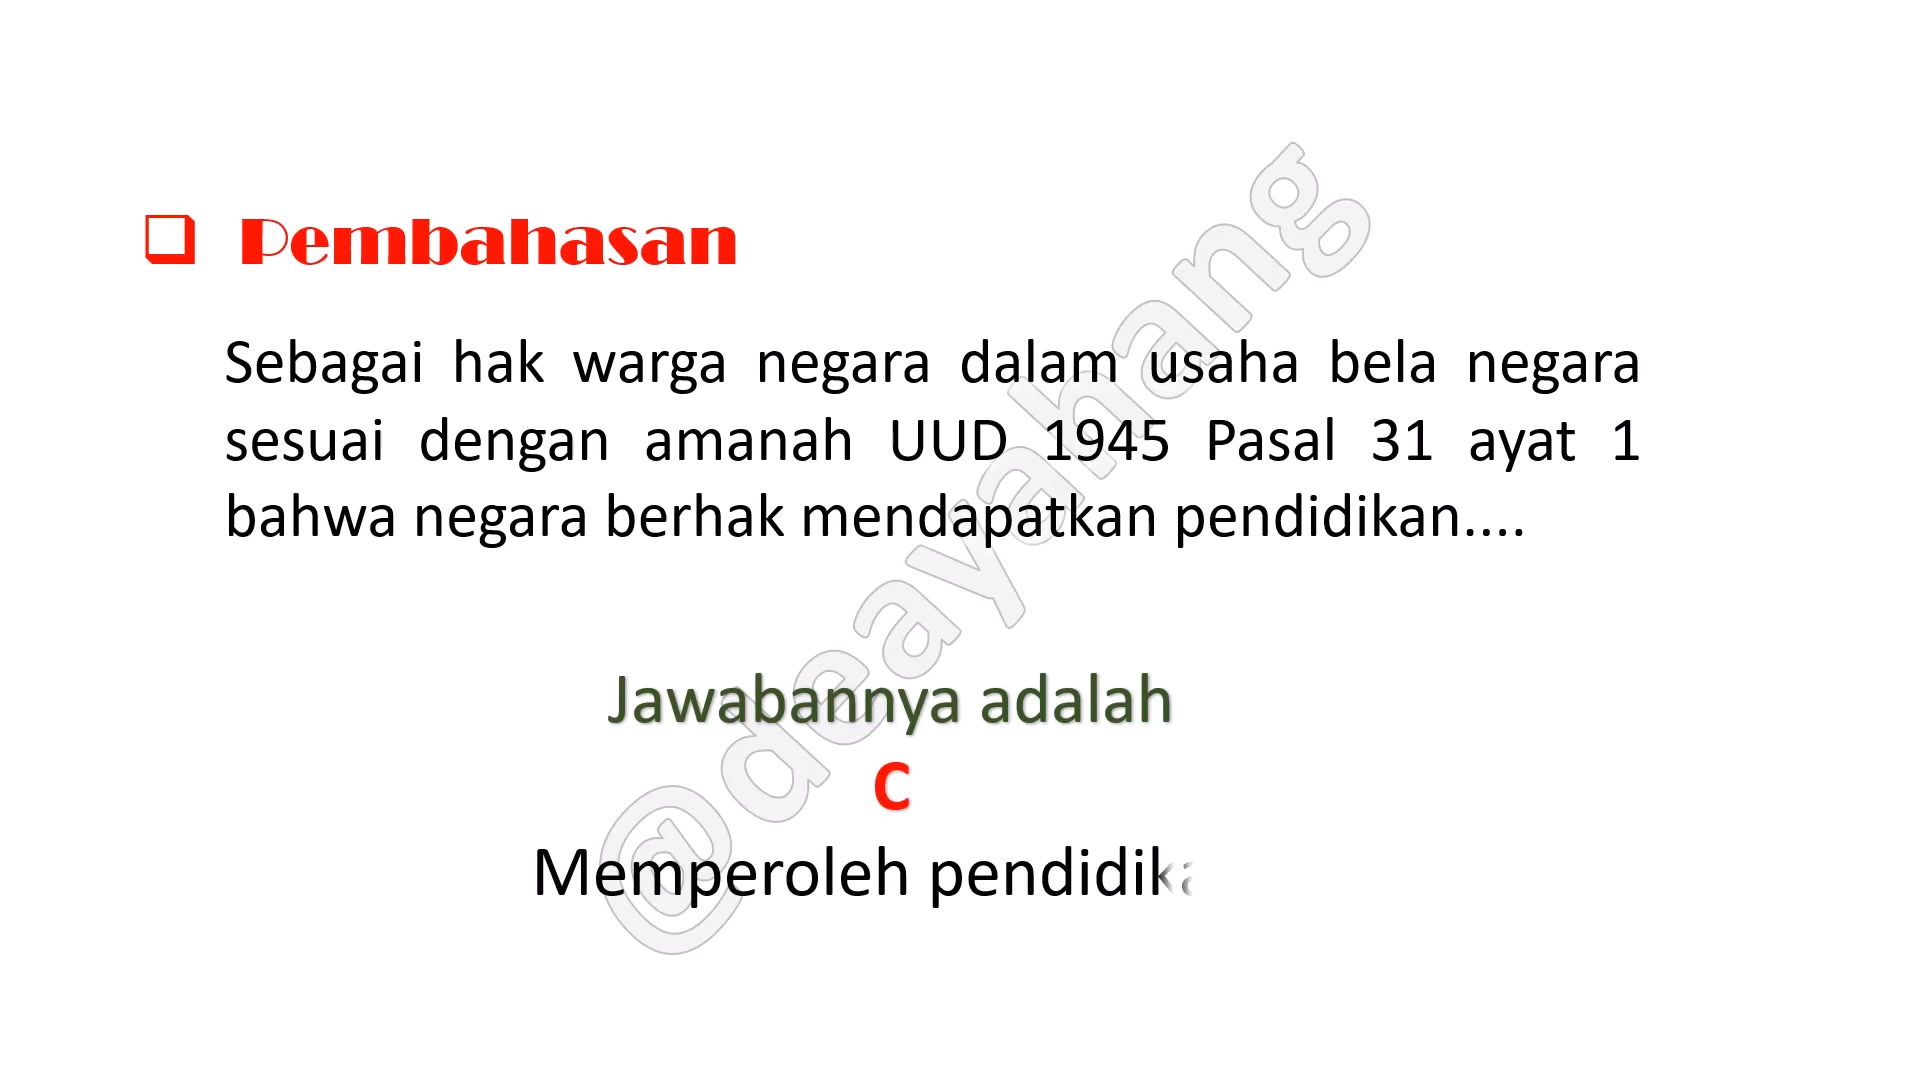 Pembahasan
Sebagai hak warga negara dalam usaha bela negara
sesuai dengan amanah UUD 1945 Pasal 31 ayat 1
bahwa negara berhak mendapatkan pendidikan....
Jawabannya adalah
C
Memperoleh pendidika
@deayahang